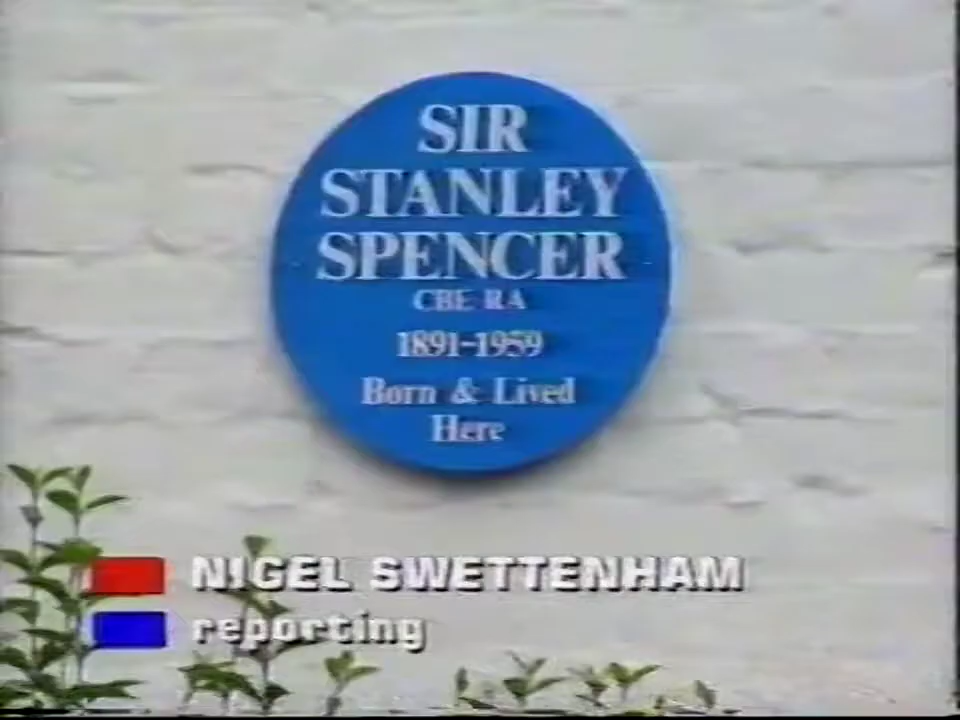 SIR
STANLEY
SPENCER
CBE RA
1891-1959
Born & Lived
Here
NIGEL SWETTENHAM
reporting